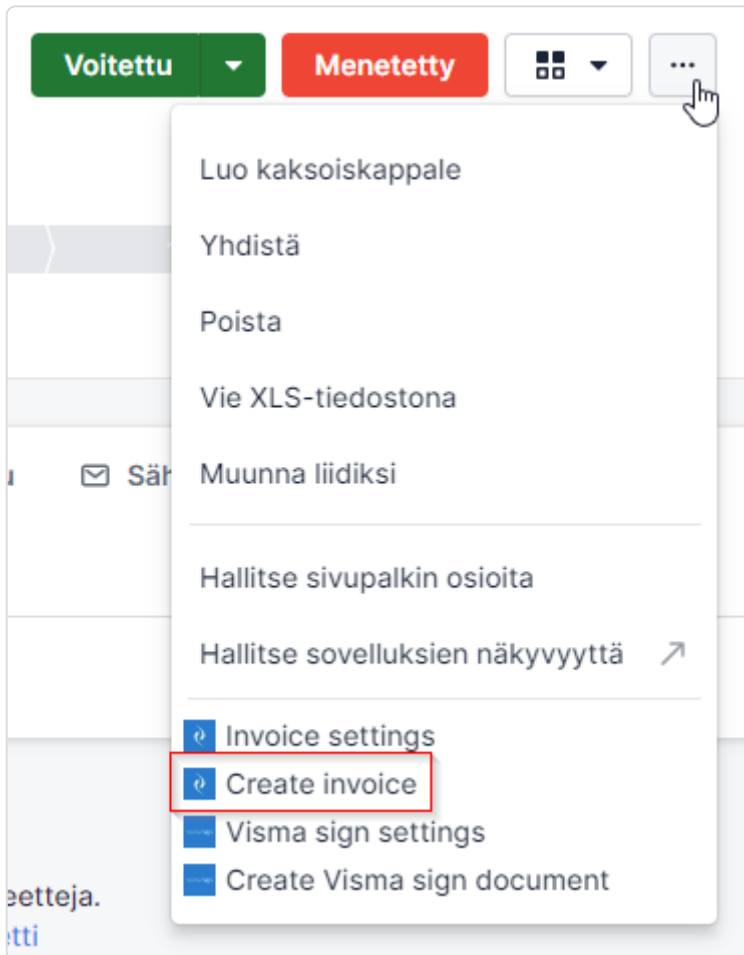 Voitettu Menetetty ...
Luo kaksoiskappale
Yhdistä
Poista
Vie XLS-tiedostona
Muunna liidiksi
Hallitse sivupalkin osioita
Hallitse sovelluksien näkyvyyttä
Invoice settings
Create invoice
Visma sign settings
Create Visma sign document